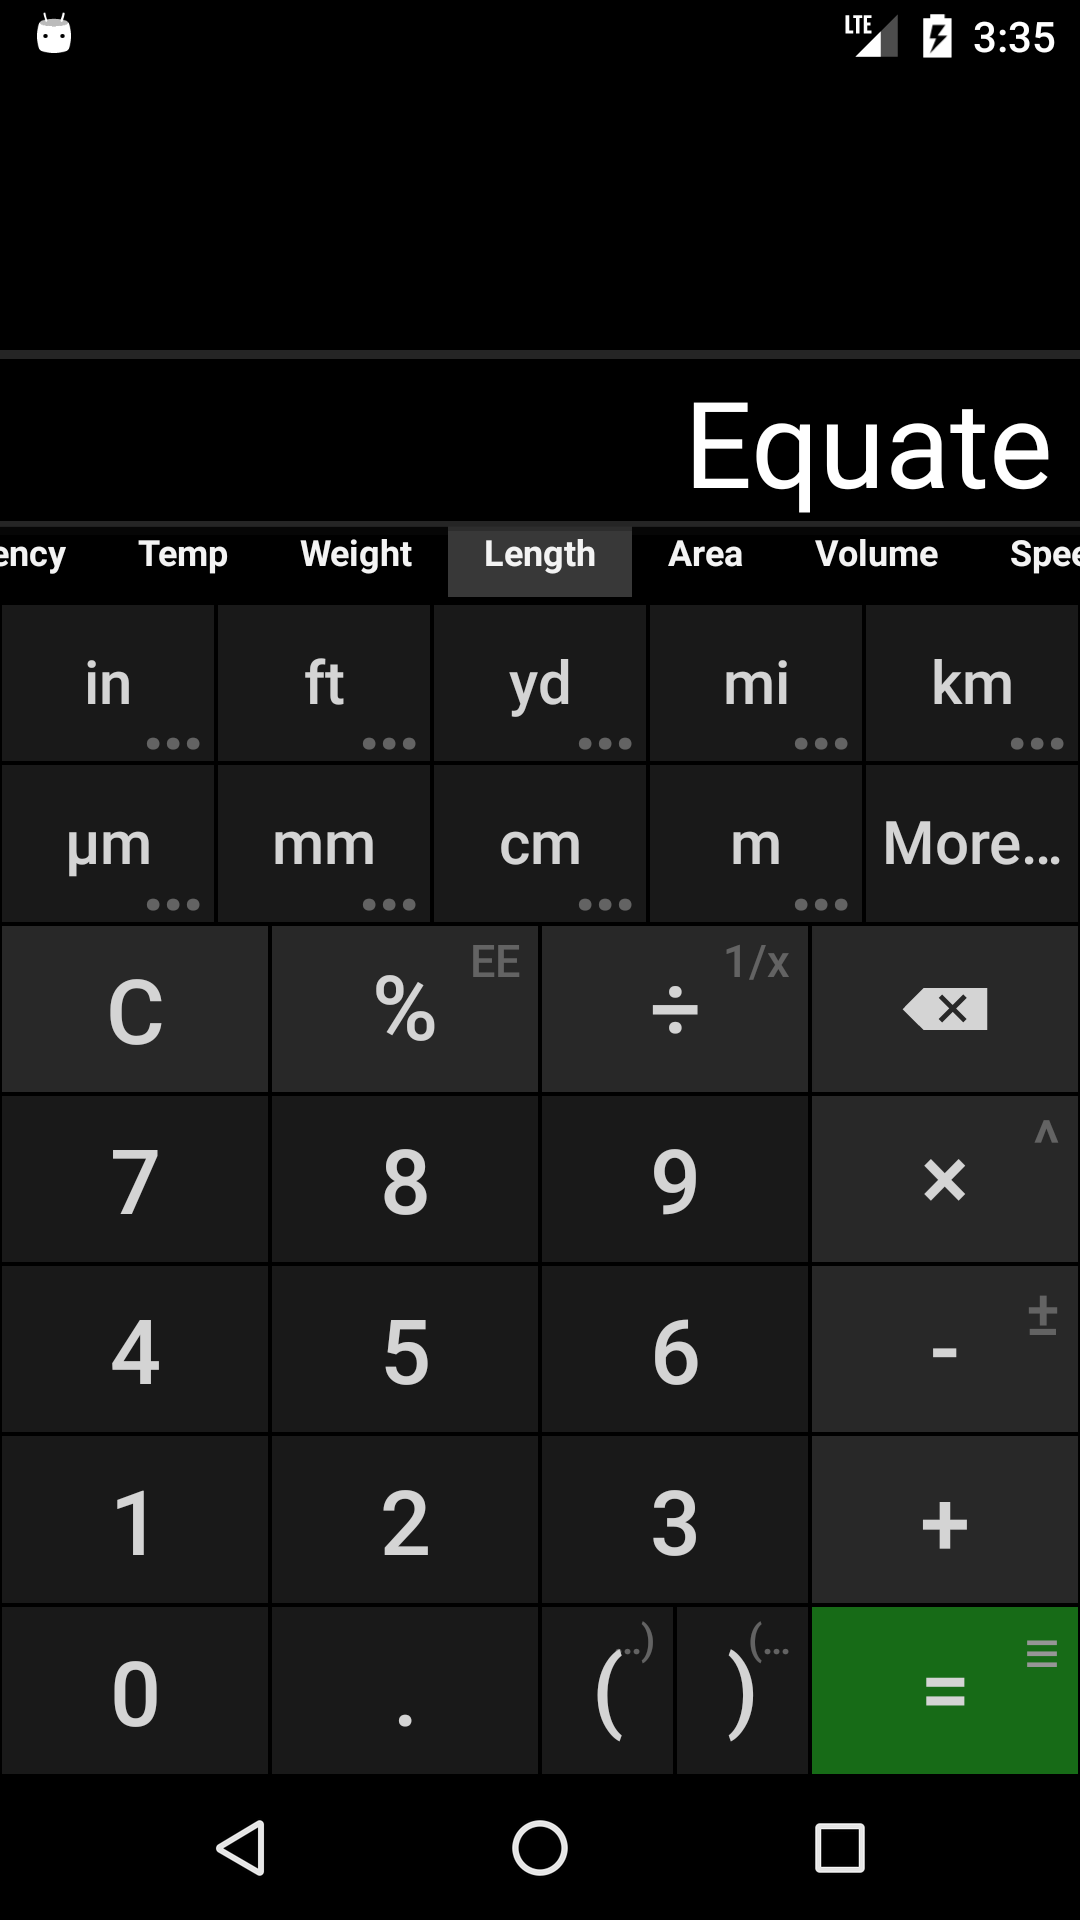 LTE 3:35
Equate
ency Temp Weight Length Area Volume Spee
in ft yd mi km
µm mm cm m More...
C % EE ÷ 1/x
7 8 9 × ^
4 5 6 - ±
1 2 3 +
0 . ( ..) ) (... =